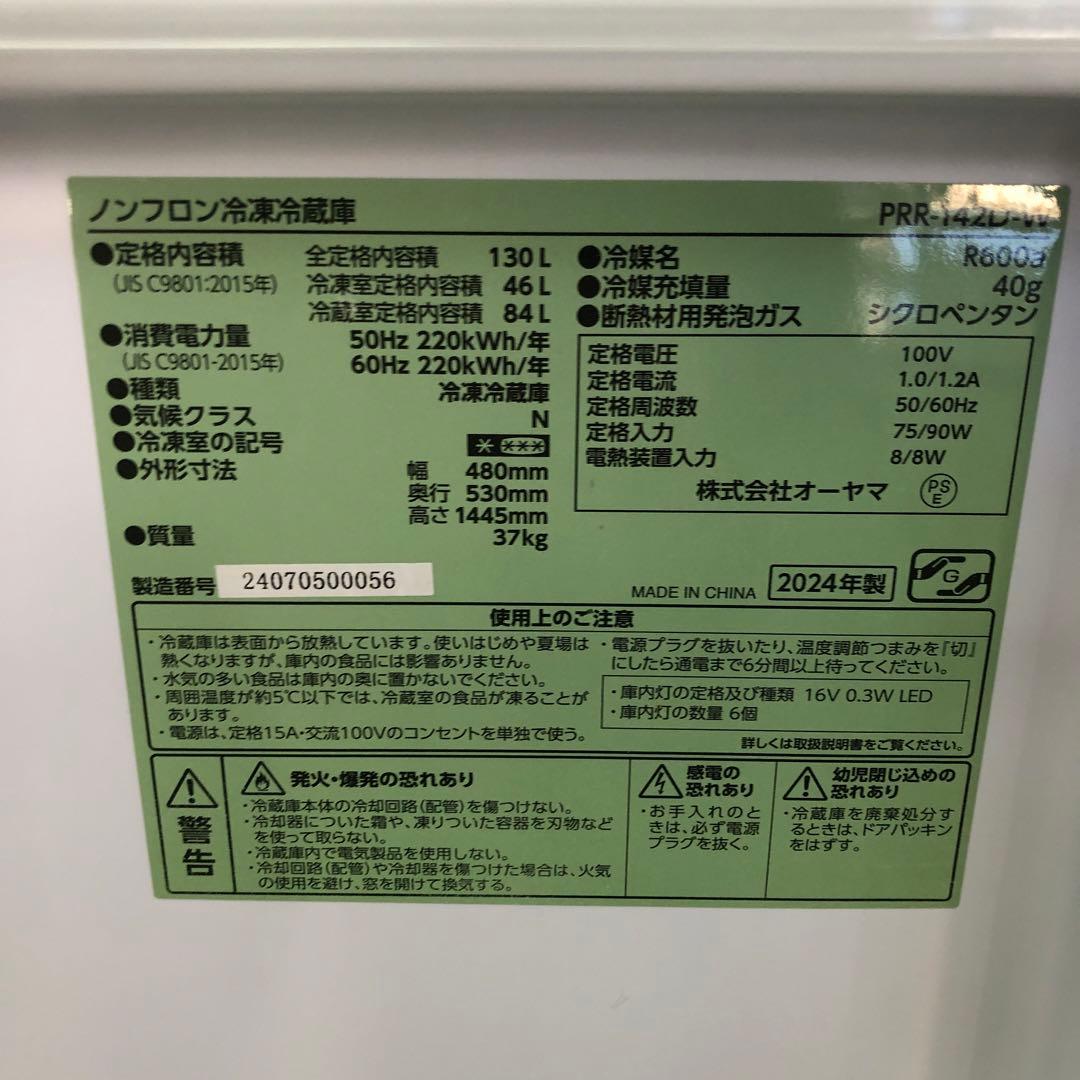 ノンフロン冷凍冷蔵庫 PRR-142D-W
●定格内容積 全定格内容積 130L
(JIS C9801:2015年) 冷凍室定格内容積 46L
冷蔵室定格内容積 84L
●消費電力量 50Hz 220kWh/年
(JIS C9801-2015年) 60Hz 220kWh/年
●種類 冷凍冷蔵庫
●気候クラス N
●冷凍室の記号 * ***
●外形寸法 幅 480mm
奥行 530mm
高さ 1445mm
●質量 37kg
●冷媒名 R600a
●冷媒充填量 40g
●断熱材用発泡ガス シクロペンタン
定格電圧 100V
定格電流 1.0/1.2A
定格周波数 50/60Hz
定格入力 75/90W
電熱装置入力 8/8W
株式会社オーヤマ PSE
製造番号 24070500056
MADE IN CHINA 2024年製 G
使用上のご注意
・冷蔵庫は表面から放熱しています。使いはじめや夏場は
熱くなりますが、庫内の食品には影響ありません。
・水気の多い食品は庫内の奥に置かないでください。
・周囲温度が約5℃以下では、冷蔵室の食品が凍ることが
あります。
・電源は、定格15A・交流100Vのコンセントを単独で使う。
・電源プラグを抜いたり、温度調節つまみを『切』
にしたら通電まで6分間以上待ってください。
・庫内灯の定格及び種類 16V 0.3W LED
・庫内灯の数量 6個
詳しくは取扱説明書をご覧ください。
警告
発火・爆発の恐れあり
・冷蔵庫本体の冷却回路(配管)を傷つけない。
・冷却器についた霜や、凍りついた容器を刃物など
を使って取らない。
・冷蔵庫内で電気製品を使用しない。
・冷却回路(配管)や冷却器を傷つけた場合は、火気
の使用を避け、窓を開けて換気する。
感電の
恐れあり
・お手入れのと
きは、必ず電源
プラグを抜く。
幼児閉じ込めの
恐れあり
・冷蔵庫を廃棄処分す
るときは、ドアパッキン
をはずす。